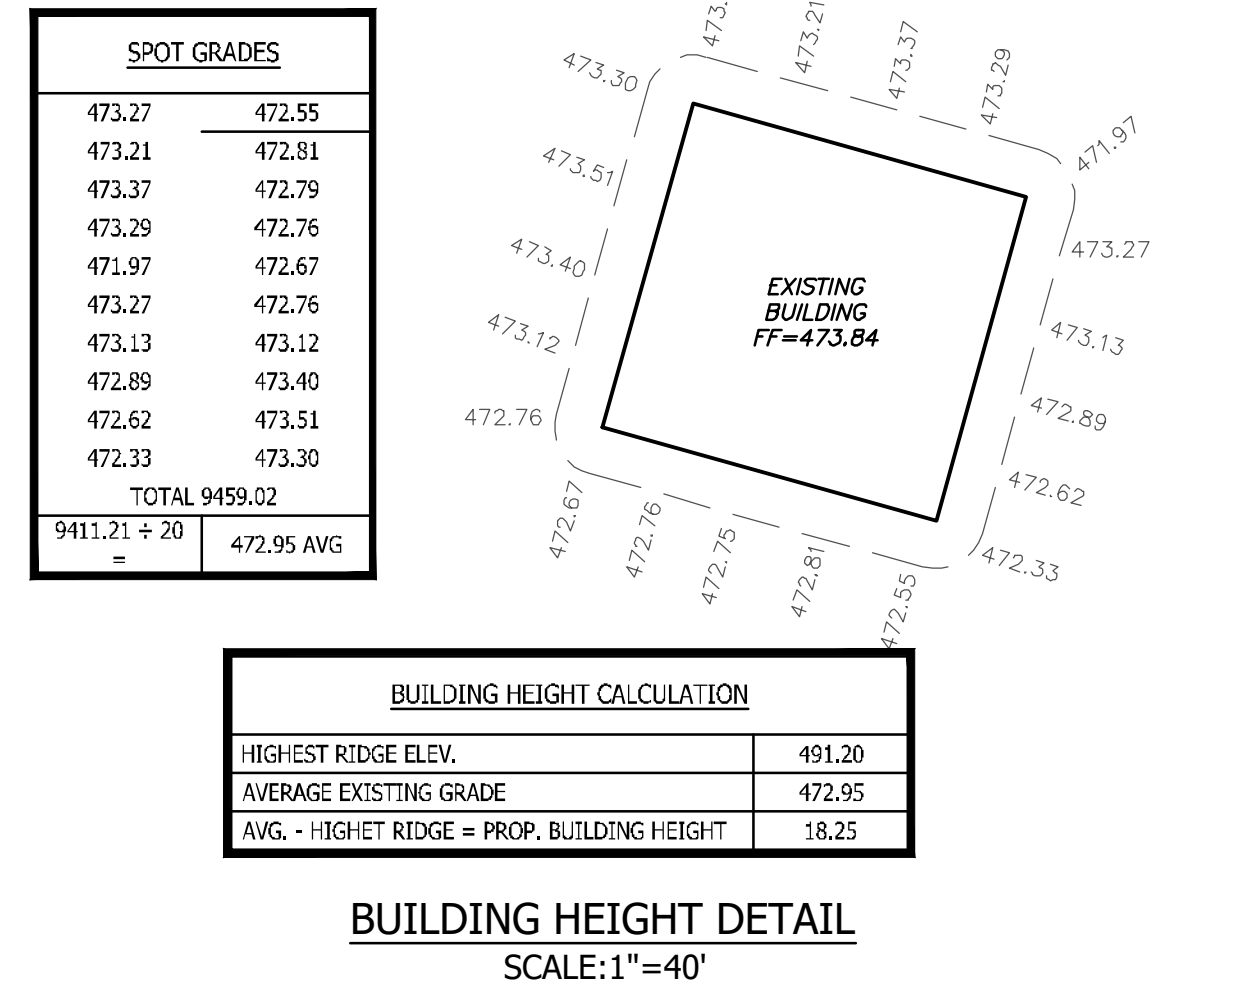 SPOT GRADES
473.27 472.55
473.21 472.81
473.37 472.79
473.29 472.76
471.97 472.67
473.27 472.76
473.13 473.12
472.89 473.40
472.62 473.51
472.33 473.30
TOTAL 9459.02
9411.21 ÷ 20
=
472.95 AVG
473.
473.21
473.37
473.29
471.97
473.30
473.51
473.40
473.12
472.76
473.27
473.13
472.89
472.62
472.33
EXISTING
BUILDING
FF=473.84
472.67
472.76
472.75
472.81
472.55
BUILDING HEIGHT CALCULATION
HIGHEST RIDGE ELEV. 491.20
AVERAGE EXISTING GRADE 472.95
AVG. - HIGHET RIDGE = PROP. BUILDING HEIGHT 18.25
BUILDING HEIGHT DETAIL
SCALE:1"=40'